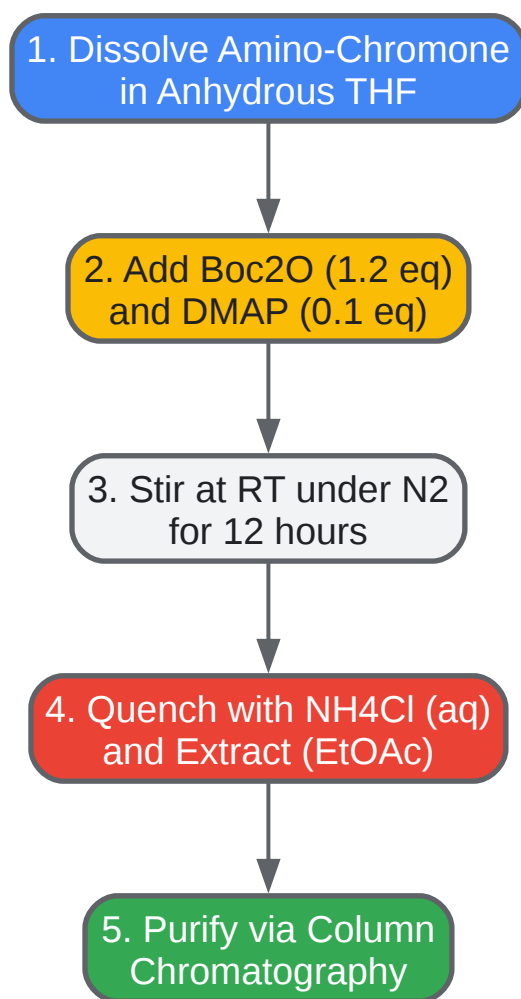 1. Dissolve Amino-Chromone
in Anhydrous THF
2. Add Boc2O (1.2 eq)
and DMAP (0.1 eq)
3. Stir at RT under N2
for 12 hours
4. Quench with NH4Cl (aq)
and Extract (EtOAc)
5. Purify via Column
Chromatography